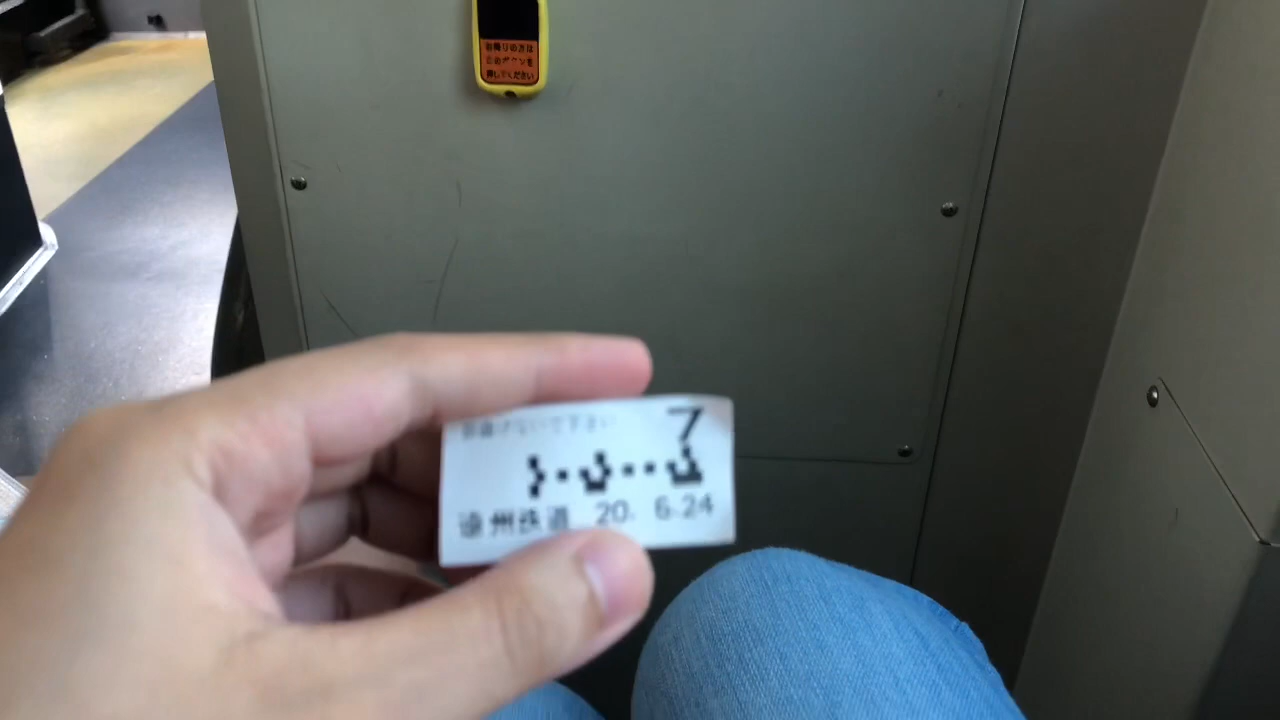 お降りの方は
このボタンを
押してください
7
遠州鉄道 20. 6.24